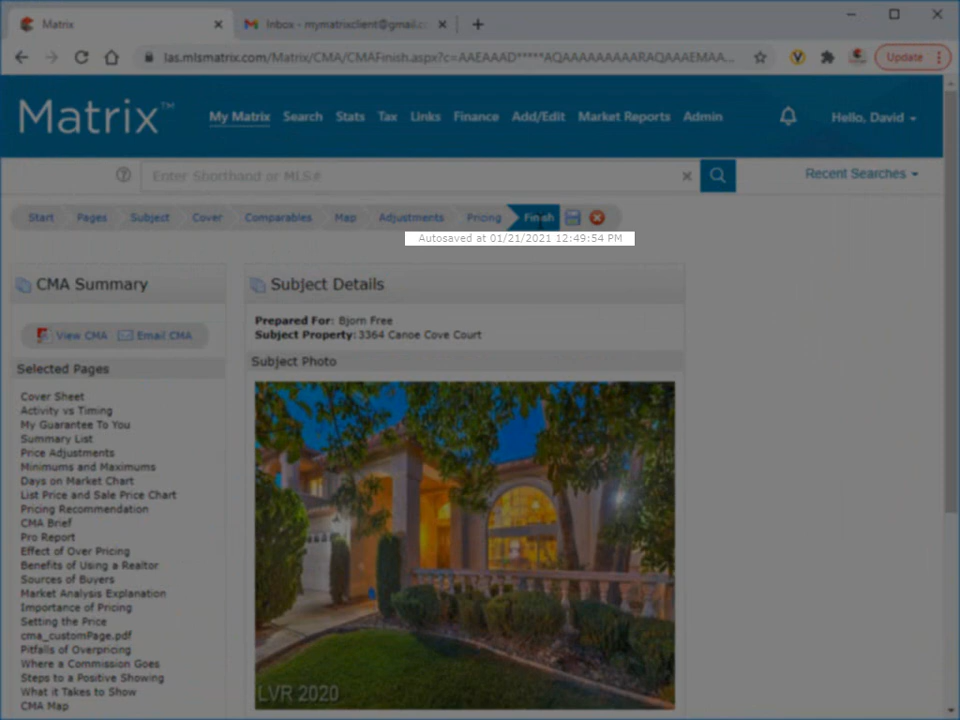 Matrix
Inbox - mymatrixclient@gmail.c
las.mlsmatrix.com/Matrix/CMA/CMAFinish.aspx?c=AAEAAAD*****AQAAAAAAAAARAQAAAEMAA...
Update
Matrix™
My Matrix Search Stats Tax Links Finance Add/Edit Market Reports Admin
Hello, David
Enter Shorthand or MLS#
Recent Searches
Start Pages Subject Cover Comparables Map Adjustments Pricing Finish
Autosaved at 01/21/2021 12:49:54 PM
CMA Summary
View CMA Email CMA
Selected Pages
Cover Sheet
Activity vs Timing
My Guarantee To You
Summary List
Price Adjustments
Minimums and Maximums
Days on Market Chart
List Price and Sale Price Chart
Pricing Recommendation
CMA Brief
Pro Report
Effect of Over Pricing
Benefits of Using a Realtor
Sources of Buyers
Market Analysis Explanation
Importance of Pricing
Setting the Price
cma_customPage.pdf
Pitfalls of Overpricing
Where a Commission Goes
Steps to a Positive Showing
What it Takes to Show
CMA Map
Subject Details
Prepared For: Bjorn Free
Subject Property: 3364 Canoe Cove Court
Subject Photo
LVR 2020